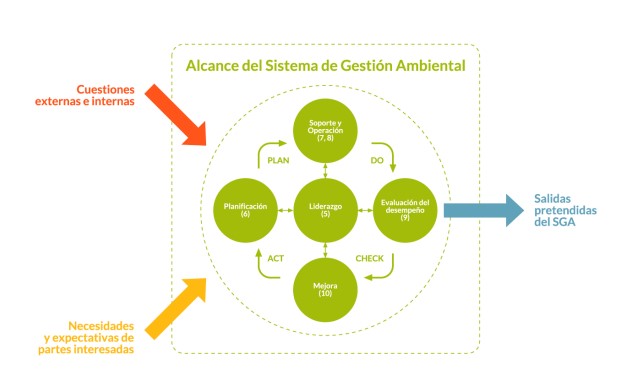 Alcance del Sistema de Gestión Ambiental
Cuestiones
externas e internas
Soporte y
Operación
(7, 8)
PLAN
DO
Planificación
(6)
Liderazgo
(5)
Evaluación del
desempeño
(9)
Salidas
pretendidas
del SGA
ACT
CHECK
Mejora
(10)
Necesidades
y expectativas de
partes interesadas